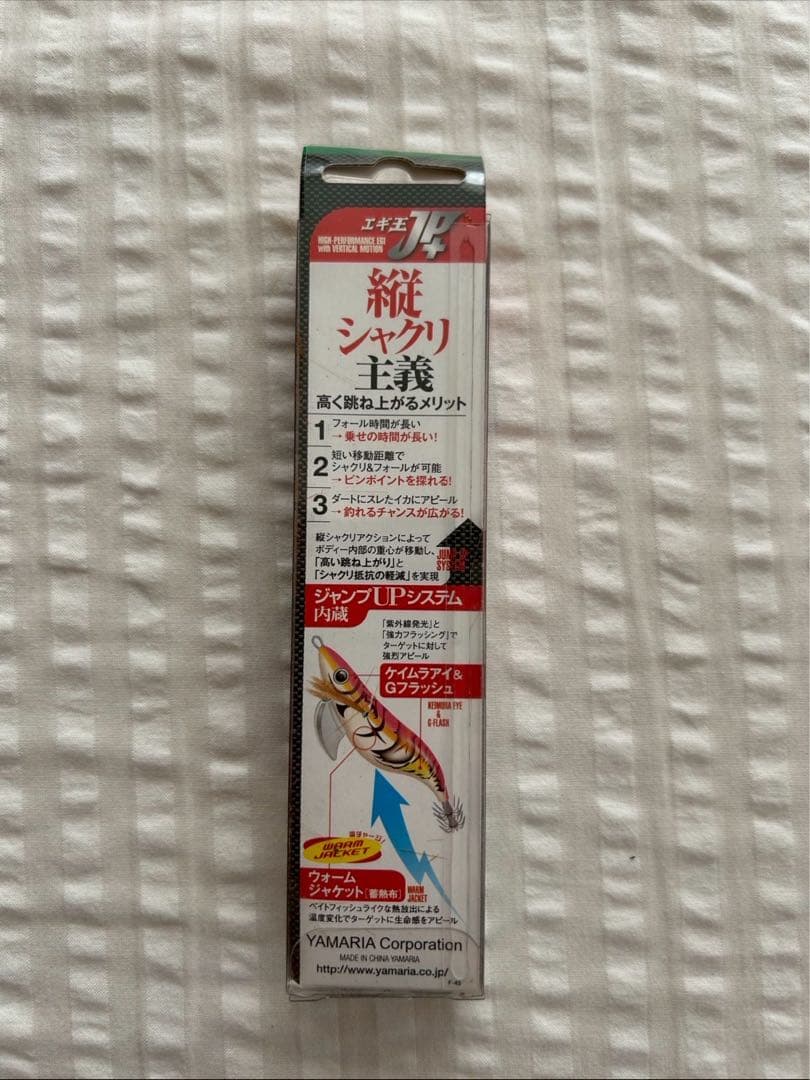 エギ王 JP+
HIGH-PERFORMANCE EGI
with VERTICAL MOTION
縦
シャクリ
主義
高く跳ね上がるメリット
1 フォール時間が長い
→ 乗せの時間が長い!
2 短い移動距離で
シャクリ&フォールが可能
→ ピンポイントを探れる!
3 ダートにスレたイカにアピール
→ 釣れるチャンスが広がる!
縦シャクリアクションによって
ボディー内部の重心が移動し、
「高い跳ね上がり」と
「シャクリ抵抗の軽減」を実現
JUMP UP
SYSTEM
ジャンプUPシステム
内蔵
「紫外線発光」と
「強力フラッシング」で
ターゲットに対して
強烈アピール
ケイムラアイ&
Gフラッシュ
KEIMURA EYE
&
G-FLASH
WARM
JACKET
ウォーム
ジャケット[蓄熱布]
WARM
JACKET
ベイトフィッシュライクな熱放出による
温度変化でターゲットに生命感をアピール
YAMARIA Corporation
MADE IN CHINA YAMARIA
http://www.yamaria.co.jp/
F-45